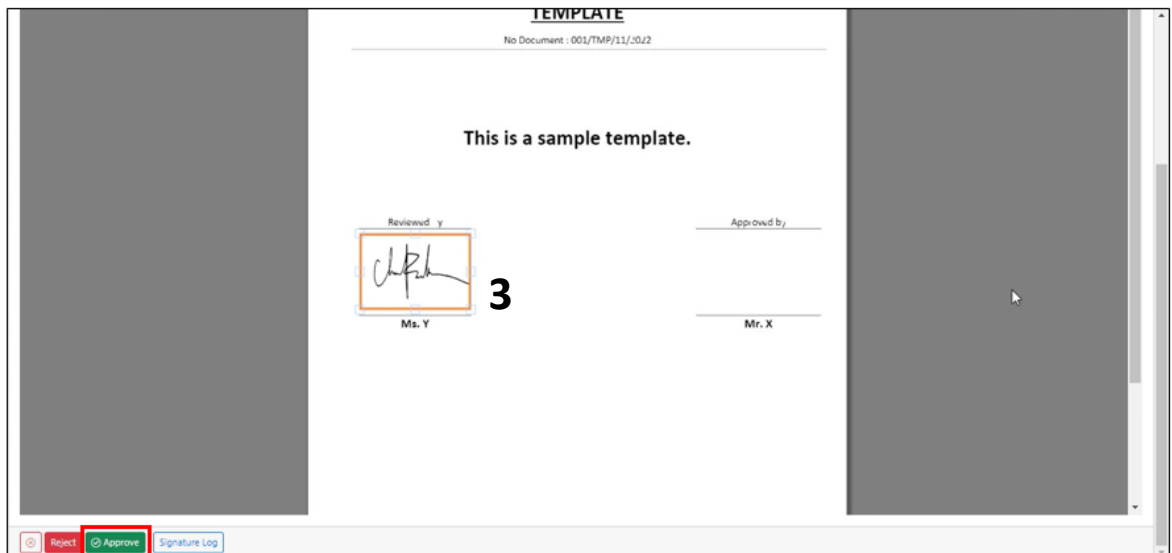 TEMPLATE
No Document : 001/TMP/11/2022
This is a sample template.
Reviewed y
Approved by
3
Ms. Y
Mr. X
Reject
Approve
Signature Log